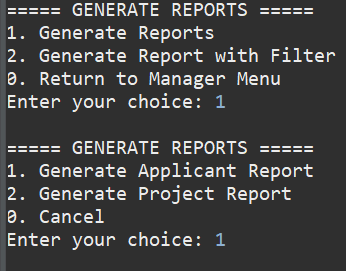 ===== GENERATE REPORTS =====
1. Generate Reports
2. Generate Report with Filter
0. Return to Manager Menu
Enter your choice: 1

===== GENERATE REPORTS =====
1. Generate Applicant Report
2. Generate Project Report
0. Cancel
Enter your choice: 1